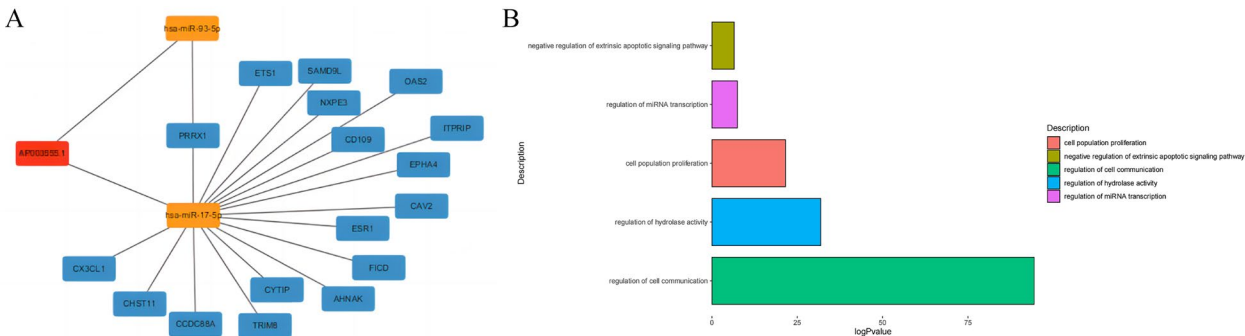 A
hsa-miR-93-5p
ETS1
SAMD9L
OAS2
NXPE3
ITPRIP
PRRX1
CD109
AP003555.1
EPHA4
CAV2
hsa-miR-17-5p
ESR1
CX3CL1
FICD
CYTIP
AHNAK
CHST11
CCDC88A
TRIM8
B
negative regulation of extrinsic apoptotic signaling pathway
regulation of miRNA transcription
cell population proliferation
regulation of hydrolase activity
regulation of cell communication
Description
0
25
50
75
logPvalue
Description
cell population proliferation
negative regulation of extrinsic apoptotic signaling pathway
regulation of cell communication
regulation of hydrolase activity
regulation of miRNA transcription